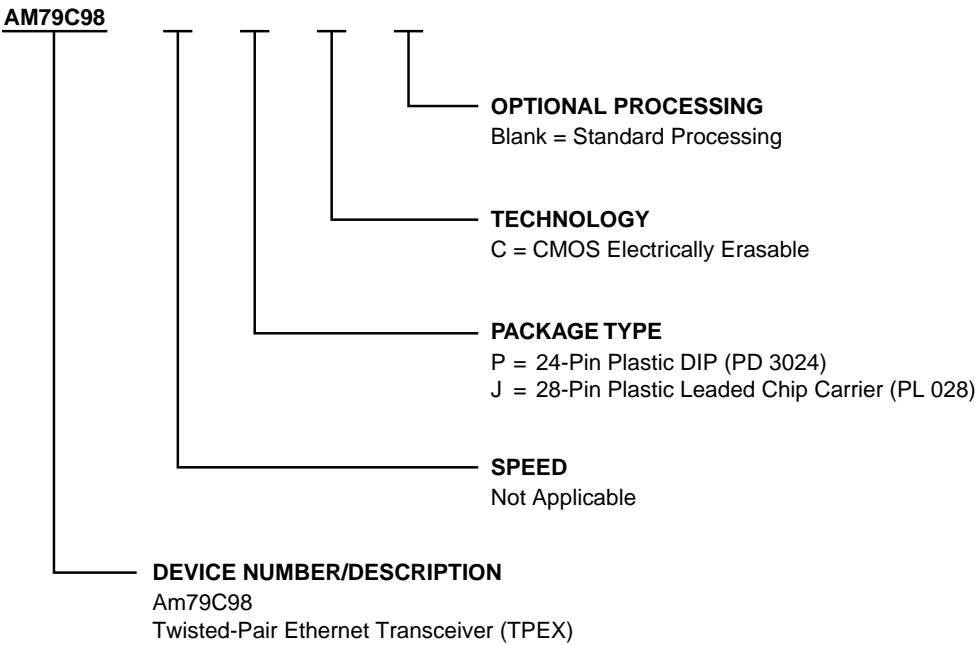 AM79C98
OPTIONAL PROCESSING
Blank = Standard Processing
TECHNOLOGY
C = CMOS Electrically Erasable
PACKAGE TYPE
P = 24-Pin Plastic DIP (PD 3024)
J = 28-Pin Plastic Leaded Chip Carrier (PL 028)
SPEED
Not Applicable
DEVICE NUMBER/DESCRIPTION
Am79C98
Twisted-Pair Ethernet Transceiver (TPEX)